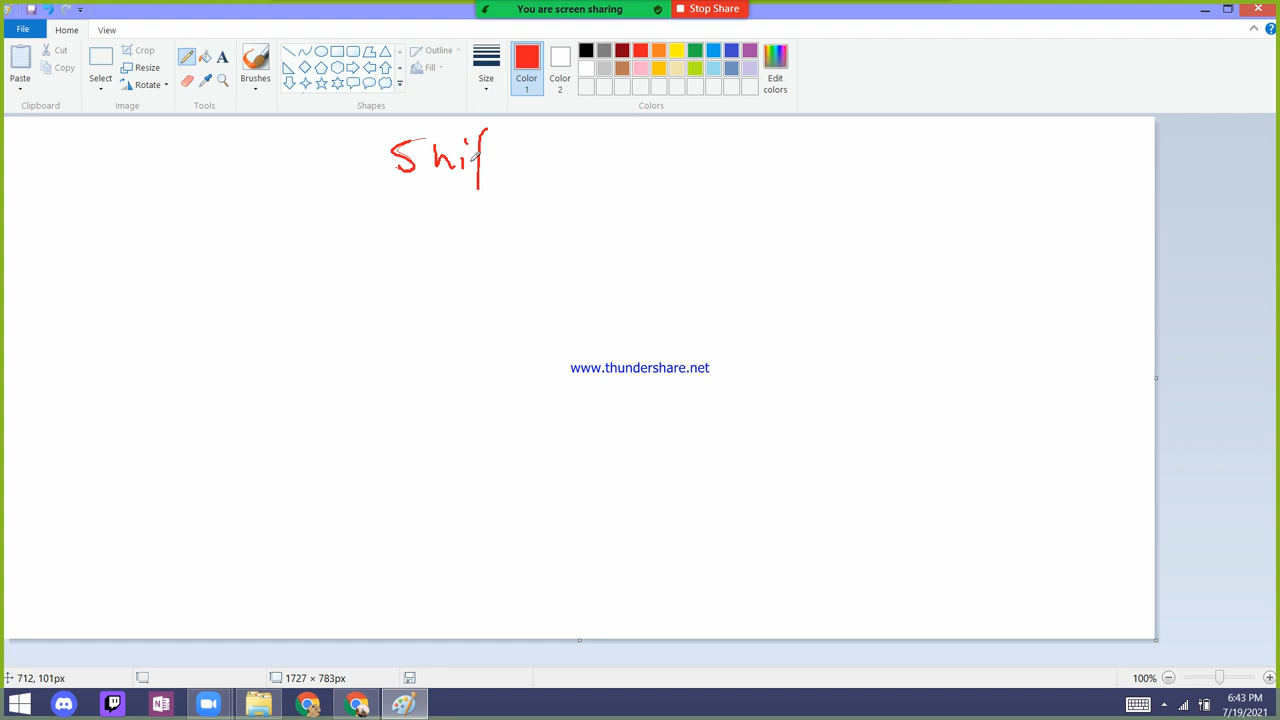 You are screen sharing Stop Share
File Home View
Paste
Cut
Copy
Clipboard
Select
Crop
Resize
Rotate
Image
A
Tools
Brushes
Outline
Fill
Shapes
Size
Color 1
Color 2
Edit colors
Colors
Shif
www.thundershare.net
712, 101px
1727 × 783px
100%
6:43 PM
7/19/2021